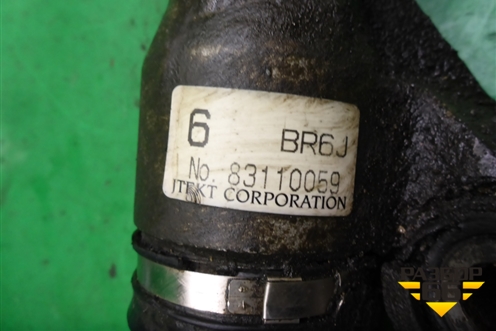 6 BR6J
No. 83110059
JTEKT CORPORATION